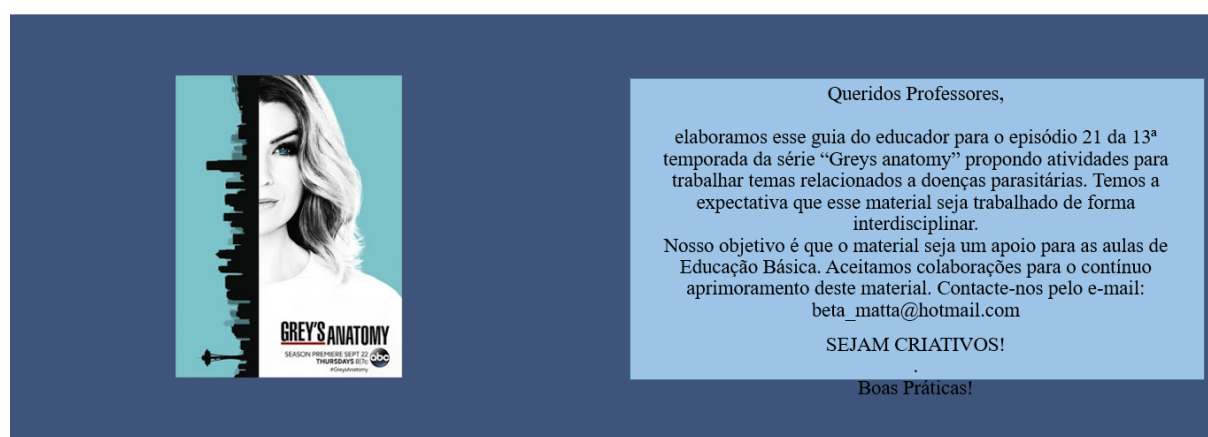 GREY'S ANATOMY
SEASON PREMIERE SEPT 22
THURSDAYS 8|7c
abc
#GreysAnatomy
Queridos Professores,
elaboramos esse guia do educador para o episódio 21 da 13ª
temporada da série “Greys anatomy” propondo atividades para
trabalhar temas relacionados a doenças parasitárias. Temos a
expectativa que esse material seja trabalhado de forma
interdisciplinar.
Nosso objetivo é que o material seja um apoio para as aulas de
Educação Básica. Aceitamos colaborações para o contínuo
aprimoramento deste material. Contacte-nos pelo e-mail:
beta_matta@hotmail.com
SEJAM CRIATIVOS!
.
Boas Práticas!